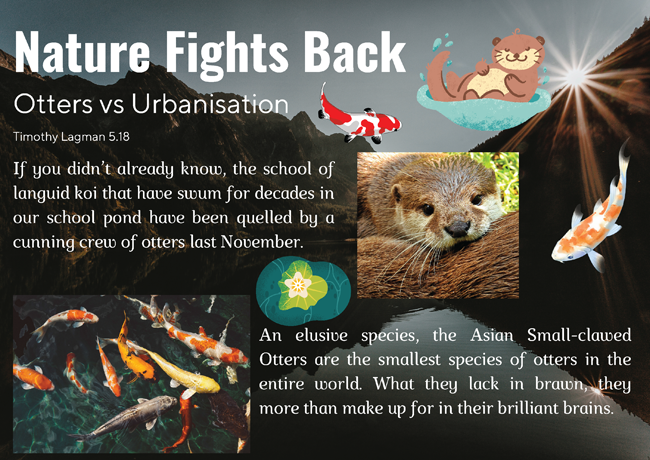 Nature Fights Back
Otters vs Urbanisation
Timothy Lagman 5.18
If you didn't already know, the school of
languid koi that have swum for decades in
our school pond have been quelled by a
cunning crew of otters last November.
An elusive species, the Asian Small-clawed
Otters are the smallest species of otters in the
entire world. What they lack in brawn, they
more than make up for in their brilliant brains.